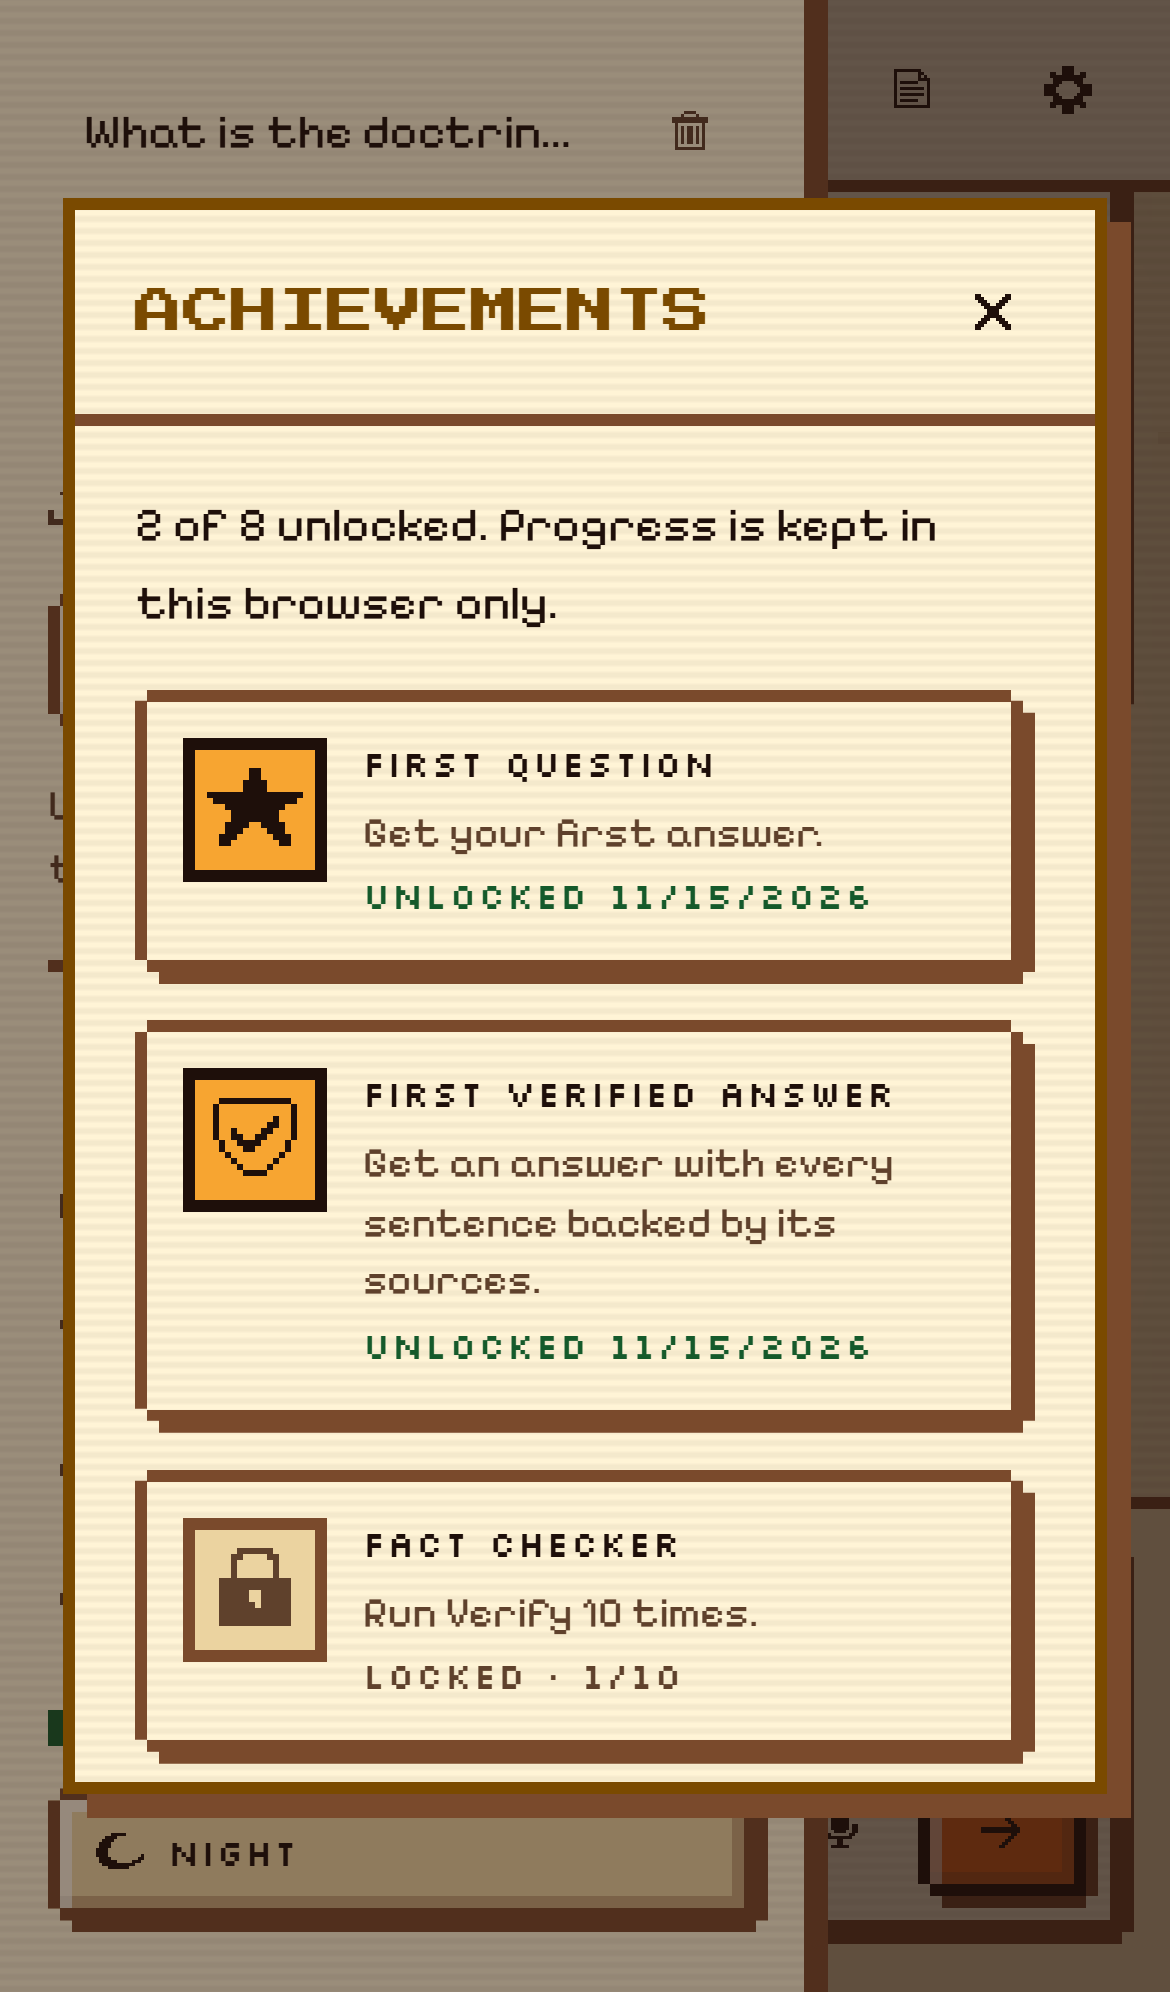 What is the doctrin...
ACHIEVEMENTS
2 of 8 unlocked. Progress is kept in
this browser only.
FIRST QUESTION
Get your first answer.
UNLOCKED 11/15/2026
FIRST VERIFIED ANSWER
Get an answer with every
sentence backed by its
sources.
UNLOCKED 11/15/2026
FACT CHECKER
Run Verify 10 times.
LOCKED · 1/10
NIGHT